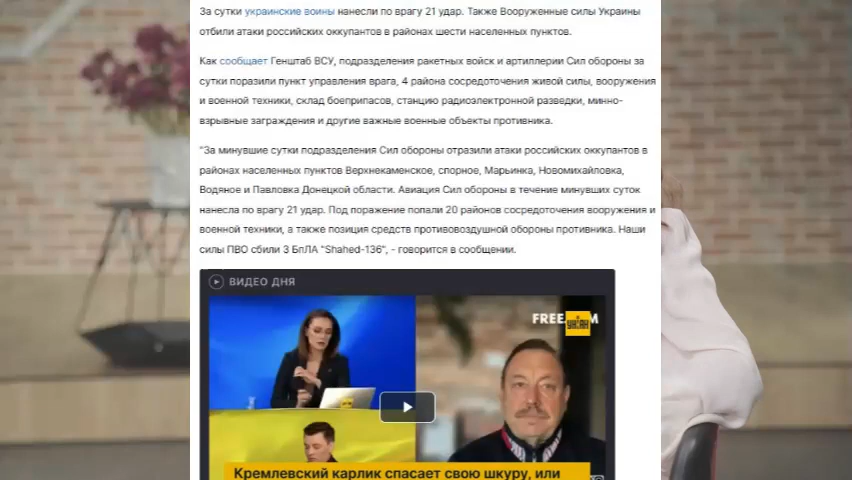 За сутки украинские воины нанесли по врагу 21 удар. Также Вооруженные силы Украины
отбили атаки российских оккупантов в районах шести населенных пунктов.
Как сообщает Генштаб ВСУ, подразделения ракетных войск и артиллерии Сил обороны за
сутки поразили пункт управления врага, 4 района сосредоточения живой силы, вооружения
и военной техники, склад боеприпасов, станцию радиоэлектронной разведки, минно-
взрывные заграждения и другие важные военные объекты противника.
"За минувшие сутки подразделения Сил обороны отразили атаки российских оккупантов в
районах населенных пунктов Верхнекаменское, спорное, Марьинка, Новомихайловка,
Водяное и Павловка Донецкой области. Авиация Сил обороны в течение минувших суток
нанесла по врагу 21 удар. Под поражение попали 20 районов сосредоточения вооружения и
военной техники, а также позиция средств противовоздушной обороны противника. Наши
силы ПВО сбили 3 БпЛА "Shahed-136", - говорится в сообщении.
ВИДЕО ДНЯ
Кремлевский карлик спасает свою шкуру, или